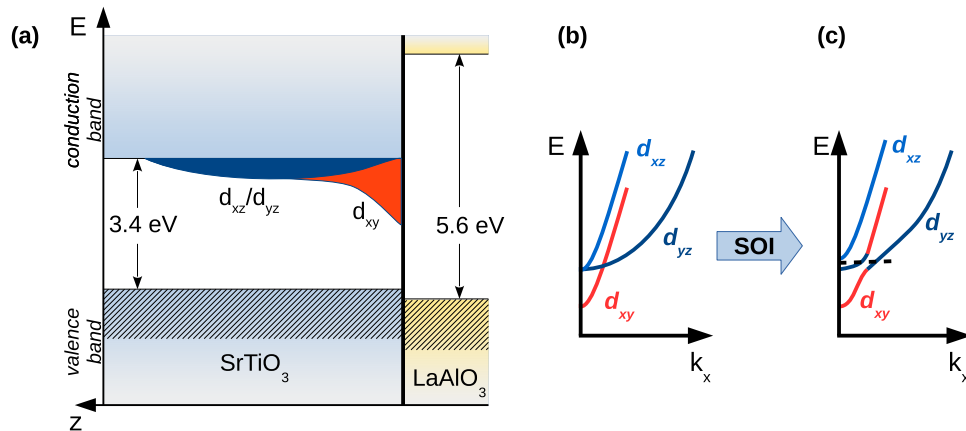 (a)
E
conduction
band
3.4 eV
d_xz/d_yz
d_xy
5.6 eV
valence
band
SrTiO_3
LaAlO_3
z
(b)
E
d_xz
d_yz
d_xy
k_x
SOI
(c)
E
d_xz
d_yz
d_xy
k_x